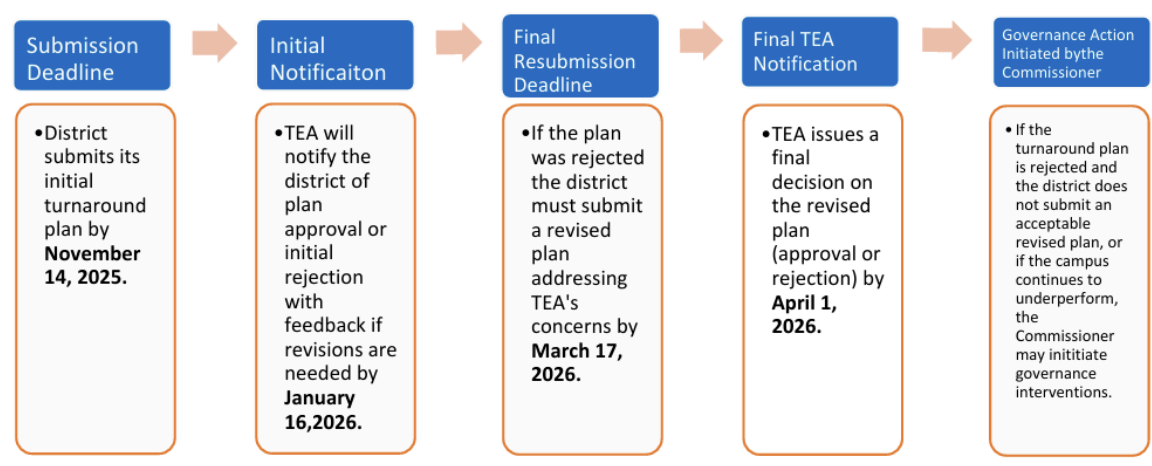 Submission
Deadline
Initial
Notificaiton
Final
Resubmission
Deadline
Final TEA
Notification
Governance Action
Initiated bythe
Commissioner
•District
submits its
initial
turnaround
plan by
November
14, 2025.
•TEA will
notify the
district of
plan
approval or
initial
rejection
with
feedback if
revisions are
needed by
January
16,2026.
•If the plan
was rejected
the district
must submit
a revised
plan
addressing
TEA's
concerns by
March 17,
2026.
•TEA issues a
final
decision on
the revised
plan
(approval or
rejection) by
April 1,
2026.
• If the
turnaround plan
is rejected and
the district does
not submit an
acceptable
revised plan, or
if the campus
continues to
underperform,
the
Commissioner
may inititiate
governance
interventions.